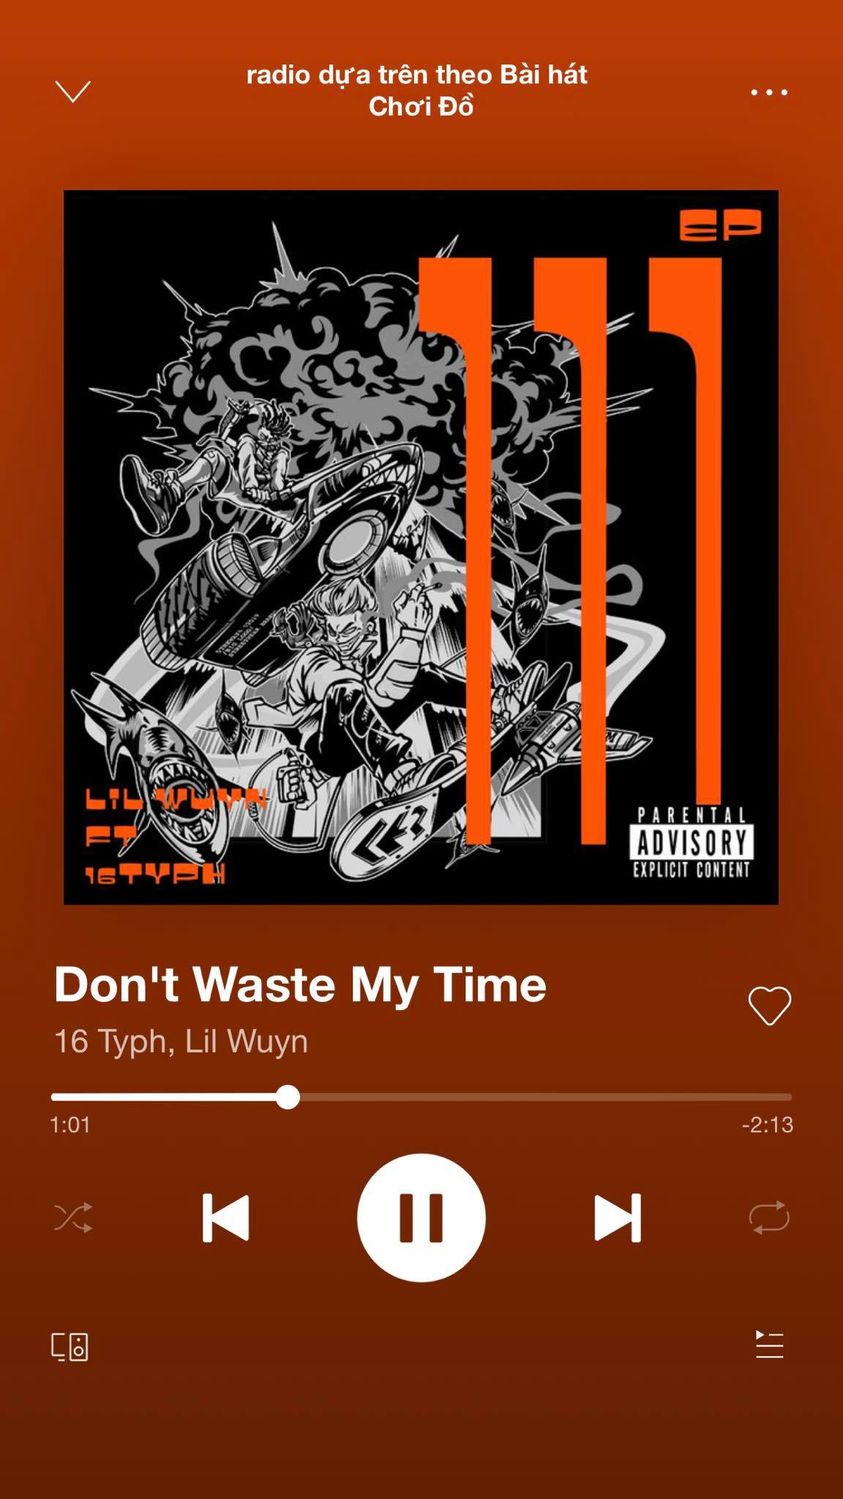 radio dựa trên theo Bài hát
Chơi Đồ
EP
111
LIL WUYN
FT
16TYPH
PARENTAL
ADVISORY
EXPLICIT CONTENT
Don't Waste My Time
16 Typh, Lil Wuyn
1:01
-2:13